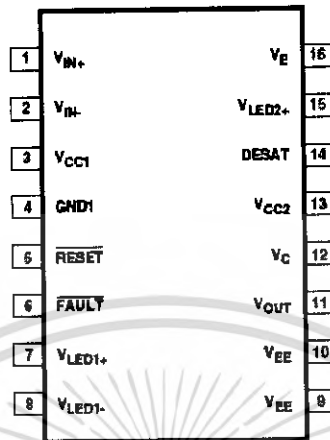 1 V_IN+ V_E 16
2 V_IN- V_LED2+ 15
3 V_CC1 DESAT 14
4 GND1 V_CC2 13
5 RESET V_C 12
6 FAULT V_OUT 11
7 V_LED1+ V_EE 10
8 V_LED1- V_EE 9